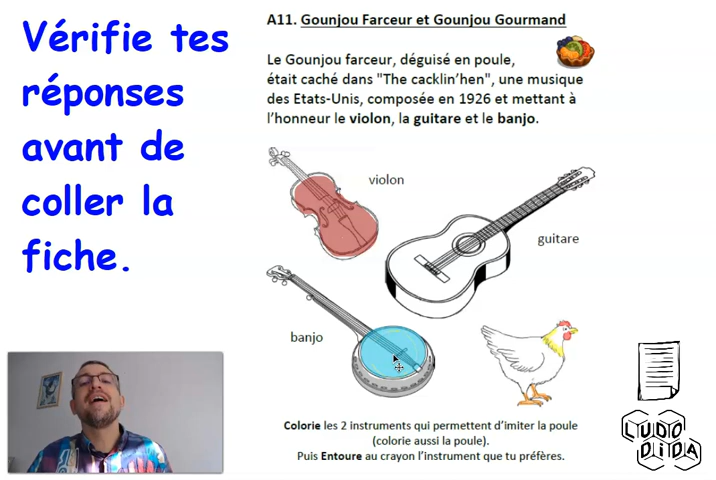 Vérifie tes
réponses
avant de
coller la
fiche.
A11. Gounjou Farceur et Gounjou Gourmand
Le Gounjou farceur, déguisé en poule,
était caché dans "The cacklin’hen", une musique
des Etats-Unis, composée en 1926 et mettant à
l’honneur le violon, la guitare et le banjo.
violon
guitare
banjo
Colorie les 2 instruments qui permettent d’imiter la poule
(colorie aussi la poule).
Puis Entoure au crayon l’instrument que tu préfères.
LUDO
DiDA